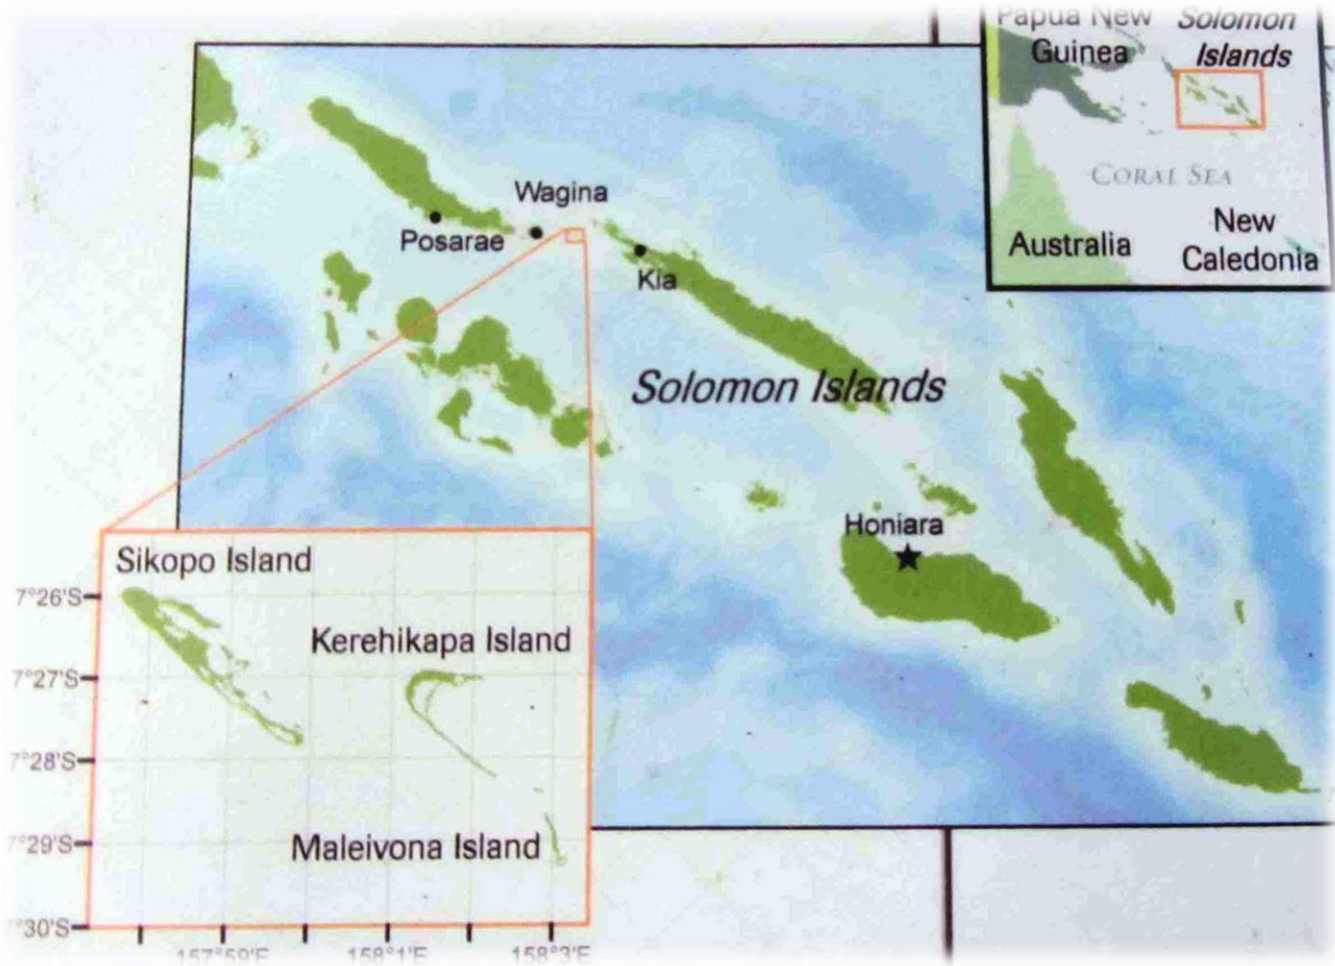 Papua New
Guinea
Solomon
Islands
CORAL SEA
Australia
New
Caledonia
Wagina
Posarae
Kia
Solomon Islands
Honiara
Sikopo Island
7°26'S
Kerehikapa Island
7°27'S
7°28'S
Maleivona Island
7°29'S
7°30'S
157°59'E
158°1'E
158°3'E